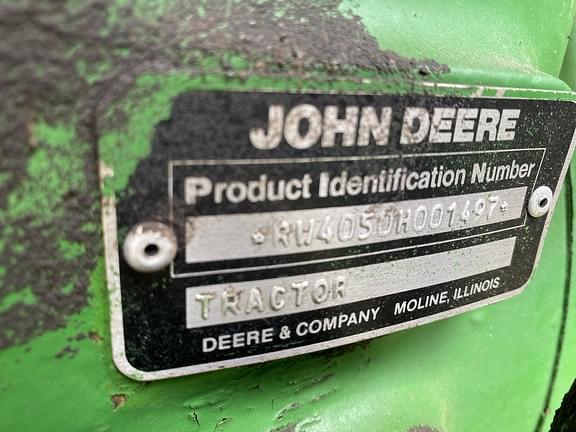 JOHN DEERE
Product Identification Number
*RW4050H001497*
TRACTOR
DEERE & COMPANY MOLINE, ILLINOIS